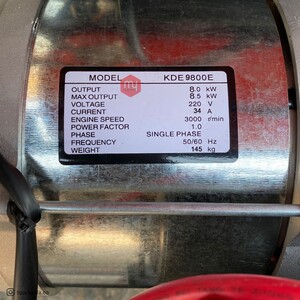 MODEL KDE9800E
OUTPUT 8.0 kW
MAX OUTPUT 8.5 kW
VOLTAGE 220 V
CURRENT 34 A
ENGINE SPEED 3000 r/min
POWER FACTOR 1.0
PHASE SINGLE PHASE
FREQUENCY 50/60 Hz
WEIGHT 145 kg